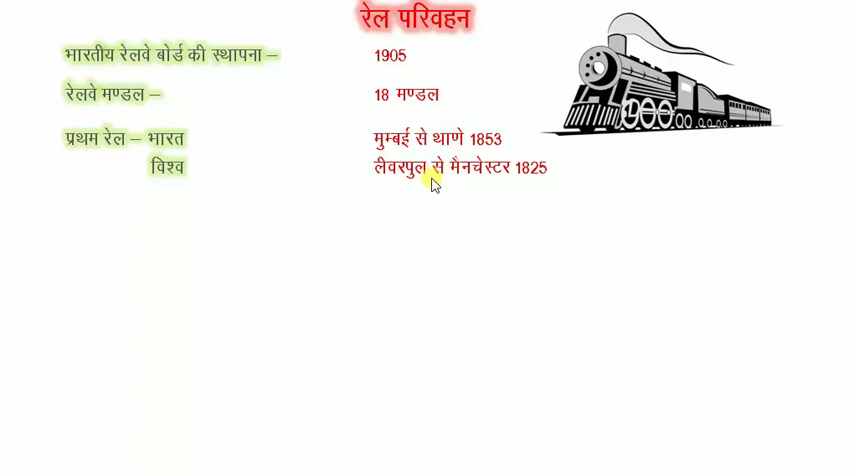 रेल परिवहन
भारतीय रेलवे बोर्ड की स्थापना – 1905
रेलवे मण्डल – 18 मण्डल
प्रथम रेल – भारत मुम्बई से थाणे 1853
विश्व लीवरपुल से मैनचेस्टर 1825